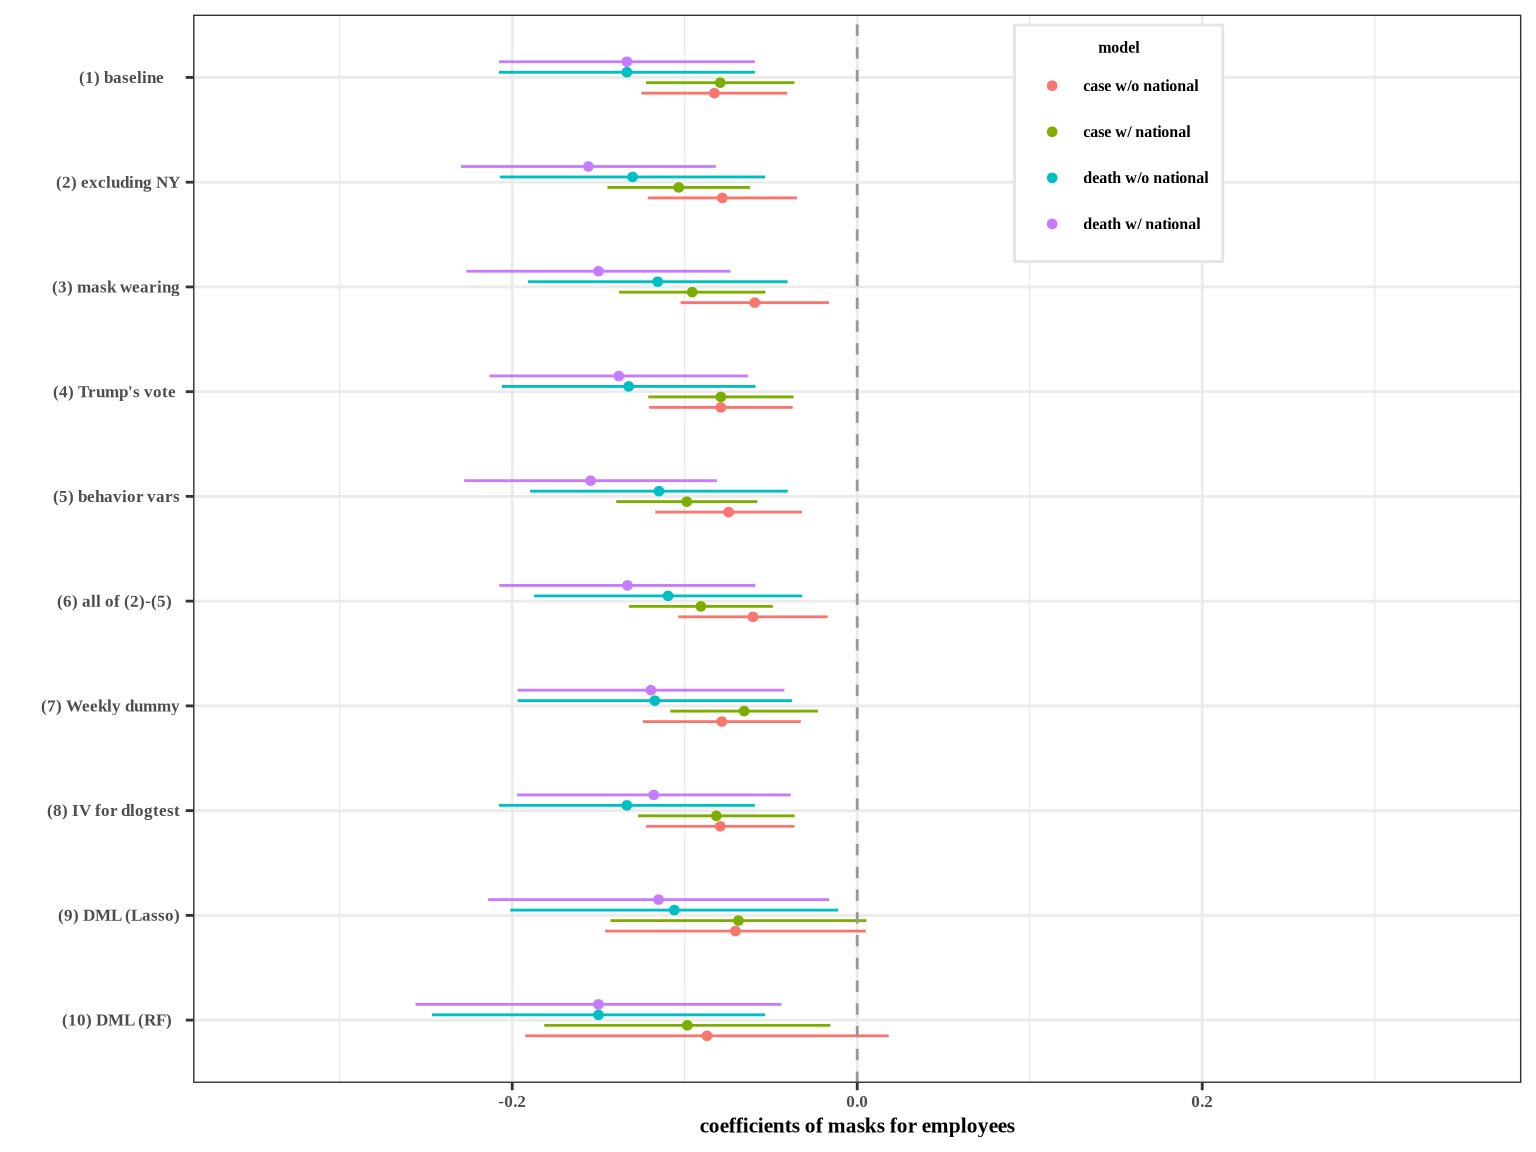 model
case w/o national
case w/ national
death w/o national
death w/ national
(1) baseline
(2) excluding NY
(3) mask wearing
(4) Trump's vote
(5) behavior vars
(6) all of (2)-(5)
(7) Weekly dummy
(8) IV for dlogtest
(9) DML (Lasso)
(10) DML (RF)
-0.2 0.0 0.2
coefficients of masks for employees